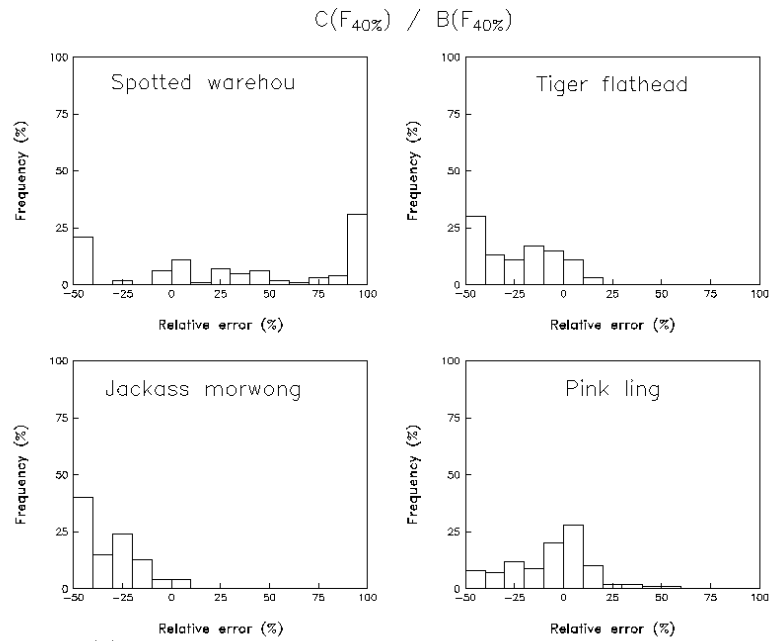 C(F40%) / B(F40%)
Spotted warehou
Frequency (%)
100
75
50
25
0
-50 -25 0 25 50 75 100
Relative error (%)
Tiger flathead
Frequency (%)
100
75
50
25
0
-50 -25 0 25 50 75 100
Relative error (%)
Jackass morwong
Frequency (%)
100
75
50
25
0
-50 -25 0 25 50 75 100
Relative error (%)
Pink ling
Frequency (%)
100
75
50
25
0
-50 -25 0 25 50 75 100
Relative error (%)